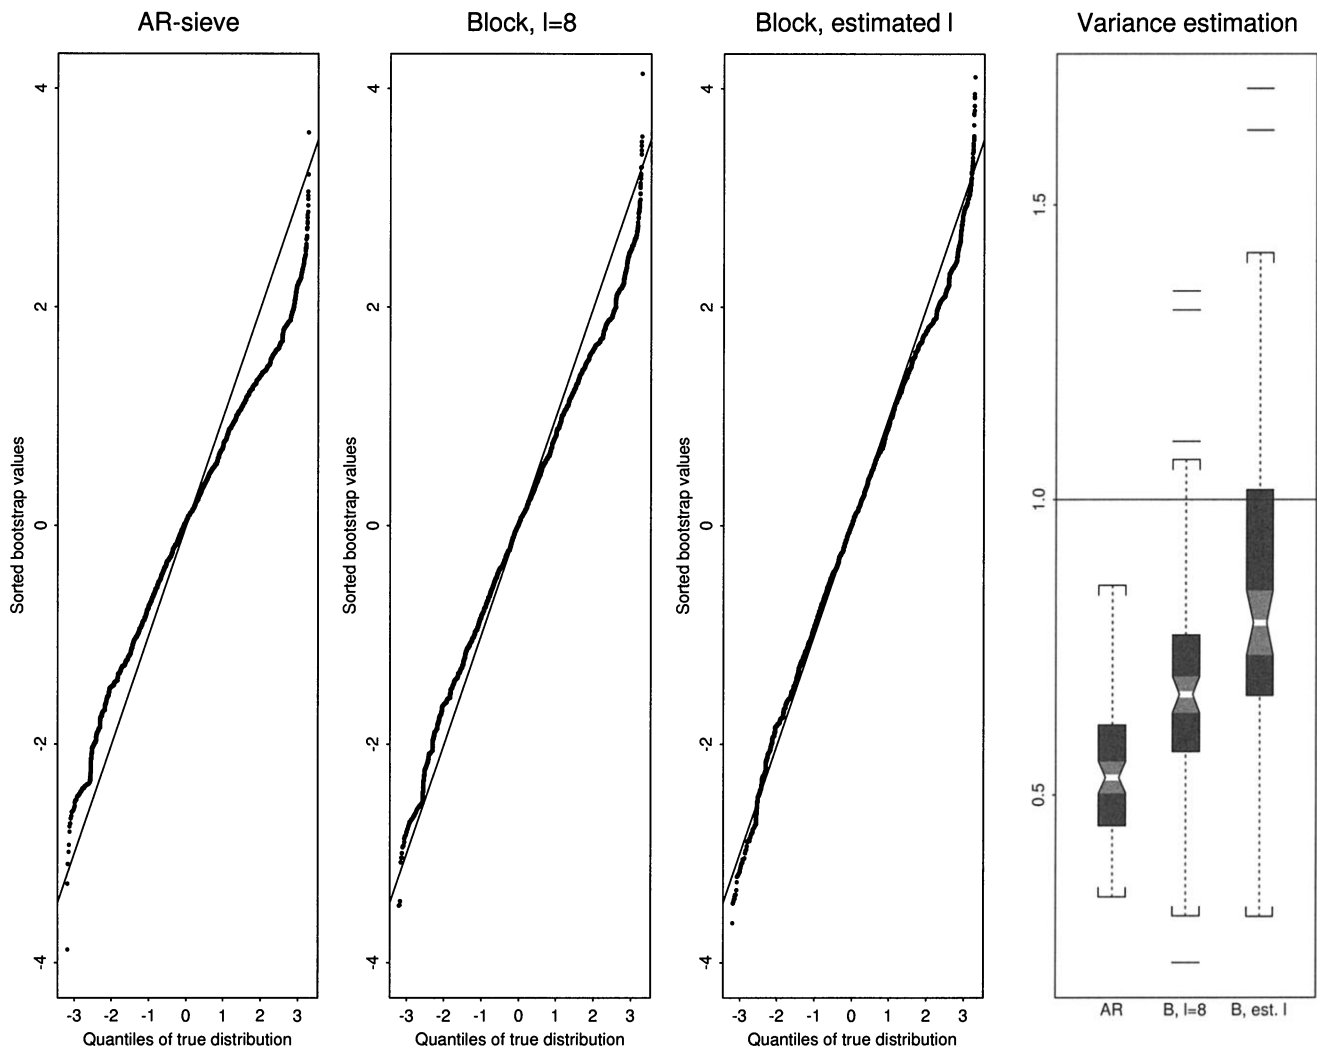 AR-sieve
Block, l=8
Block, estimated l
Variance estimation
Sorted bootstrap values
4
2
0
-2
-4
-3 -2 -1 0 1 2 3
Quantiles of true distribution
Sorted bootstrap values
4
2
0
-2
-4
-3 -2 -1 0 1 2 3
Quantiles of true distribution
Sorted bootstrap values
4
2
0
-2
-4
-3 -2 -1 0 1 2 3
Quantiles of true distribution
1.5
1.0
0.5
AR B, l=8 B, est. l